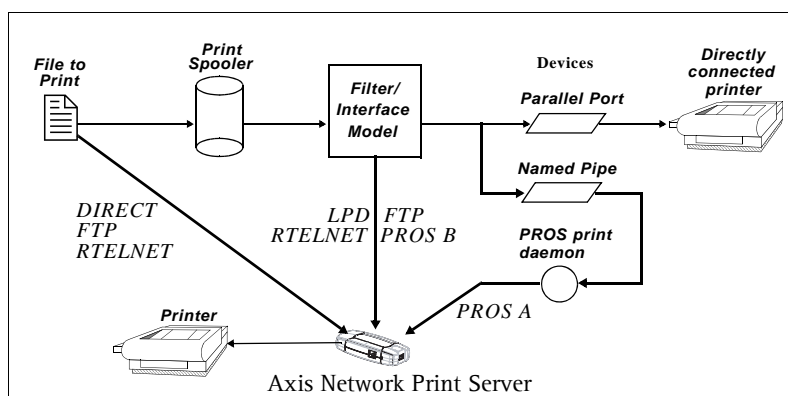 File to
Print
Print
Spooler
Filter/
Interface
Model
Devices
Parallel Port
Directly
connected
printer
Named Pipe
DIRECT
FTP
RTELNET
LPD FTP
RTELNET PROS B
PROS print
daemon
PROS A
Printer
Axis Network Print Server